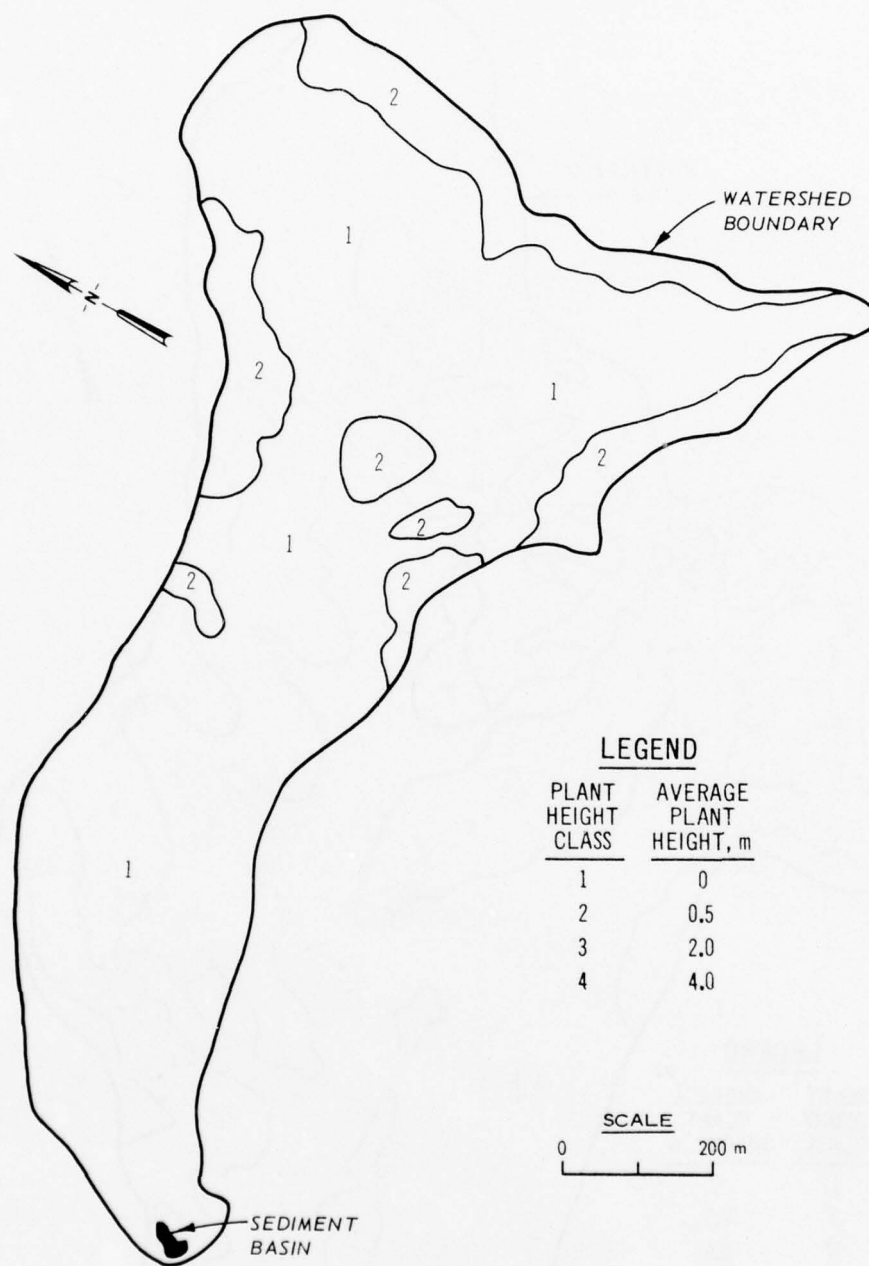 2
WATERSHED
BOUNDARY
1
N
2
1
2
2
2
1
2
2
LEGEND
PLANT HEIGHT CLASS AVERAGE PLANT HEIGHT, m
1 0
2 0.5
3 2.0
4 4.0
1
SCALE
0 200 m
SEDIMENT
BASIN